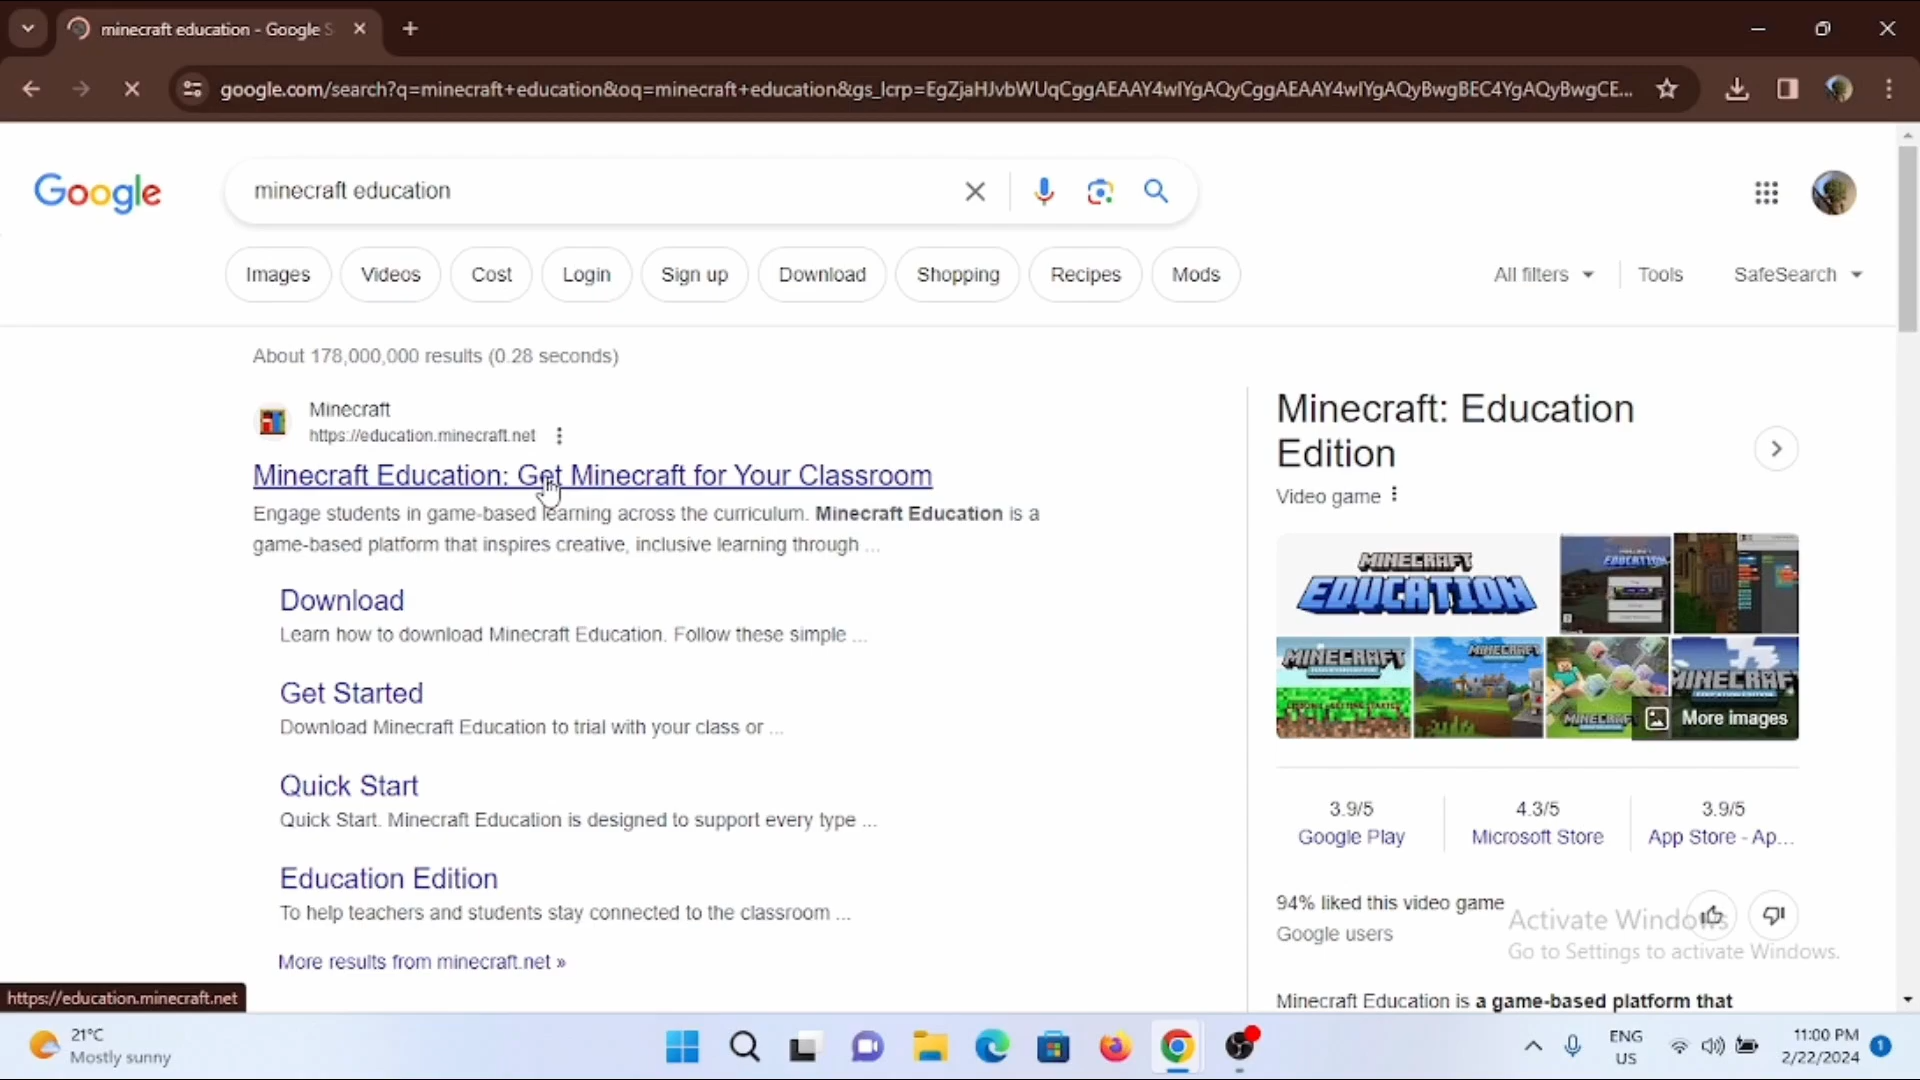 minecraft education - Google S
google.com/search?q=minecraft+education&oq=minecraft+education&gs_lcrp=EgZjaHJvbWUqCggAEAAY4wIYgAQyCggAEAAY4wIYgAQyBwgBEC4YgAQyBwgCE...
Google
minecraft education
Images
Videos
Cost
Login
Sign up
Download
Shopping
Recipes
Mods
All filters
Tools
SafeSearch
About 178,000,000 results (0.28 seconds)
Minecraft
https://education.minecraft.net
Minecraft Education: Get Minecraft for Your Classroom
Engage students in game-based learning across the curriculum. Minecraft Education is a
game-based platform that inspires creative, inclusive learning through ...
Download
Learn how to download Minecraft Education. Follow these simple ...
Get Started
Download Minecraft Education to trial with your class or ...
Quick Start
Quick Start. Minecraft Education is designed to support every type ...
Education Edition
To help teachers and students stay connected to the classroom ...
More results from minecraft.net »
Minecraft: Education
Edition
Video game
MINECRAFT
EDUCATION
EDUCATION
MINECRAFT
MINECRAFT
MINECRAFT
MINECRAF
More images
3.9/5
Google Play
4.3/5
Microsoft Store
3.9/5
App Store - Ap...
94% liked this video game
Google users
Activate Windows
Go to Settings to activate Windows.
Minecraft Education is a game-based platform that
https://education.minecraft.net
21°C
Mostly sunny
ENG
US
11:00 PM
2/22/2024
1